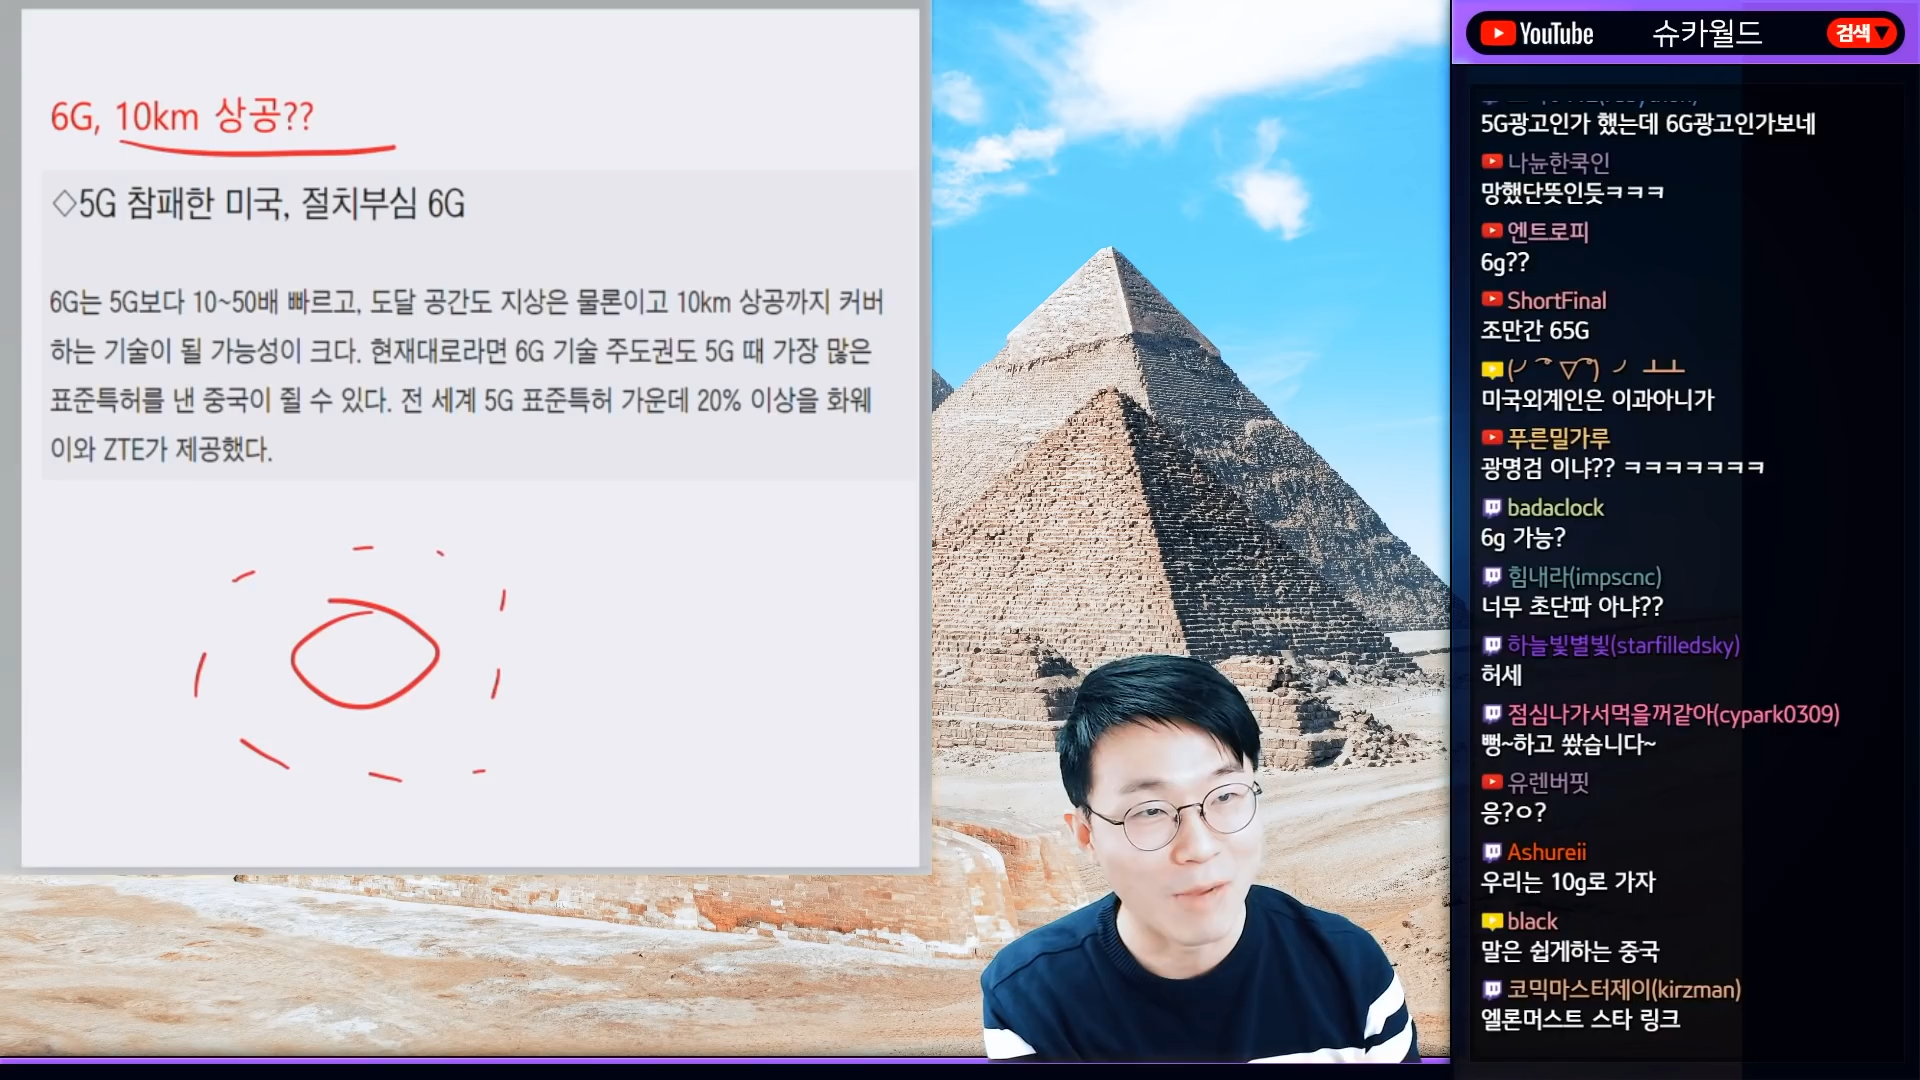 6G, 10km 상공??
◇5G 참패한 미국, 절치부심 6G
6G는 5G보다 10~50배 빠르고, 도달 공간도 지상은 물론이고 10km 상공까지 커버
하는 기술이 될 가능성이 크다. 현재대로라면 6G 기술 주도권도 5G 때 가장 많은
표준특허를 낸 중국이 쥘 수 있다. 전 세계 5G 표준특허 가운데 20% 이상을 화웨
이와 ZTE가 제공했다.
YouTube 슈카월드 검색▼
5G광고인가 했는데 6G광고인가보네
나뉸한쿡인
망했단뜻인듯ㅋㅋㅋ
엔트로피
6g??
ShortFinal
조만간 65G
미국외계인은 이과아니가
푸른밀가루
광명검 이냐?? ㅋㅋㅋㅋㅋㅋㅋ
badaclock
6g 가능?
힘내라(impscnc)
너무 초단파 아냐??
하늘빛별빛(starfilledsky)
허세
점심나가서먹을꺼같아(cypark0309)
뻥~하고 쐈습니다~
유렌버핏
응?ㅇ?
Ashureii
우리는 10g로 가자
black
말은 쉽게하는 중국
코믹마스터제이(kirzman)
엘론머스트 스타 링크